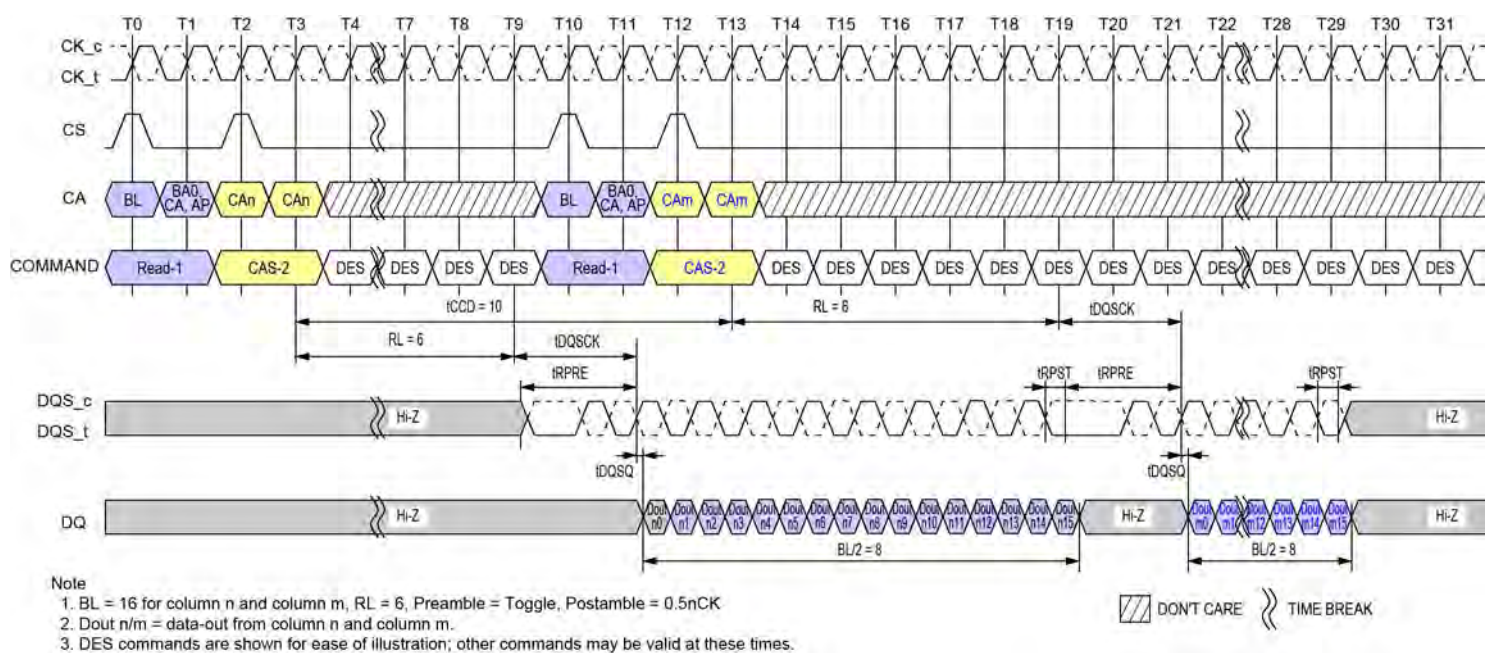 T0 T1 T2 T3 T4 T7 T8 T9 T10 T11 T12 T13 T14 T15 T16 T17 T18 T19 T20 T21 T22 T28 T29 T30 T31
CK_c
CK_t
CS
CA BL BA0, CA, AP CAn CAn BL BA0, CA, AP CAm CAm
COMMAND Read-1 CAS-2 DES DES DES DES Read-1 CAS-2 DES DES DES DES DES DES DES DES DES DES DES DES DES
tCCD = 10 RL = 6 tDQSCK
RL = 6 tDQSCK
tRPRE tRPST tRPRE tRPST
DQS_c
DQS_t
Hi-Z Hi-Z
tDQSQ tDQSQ
DQ Hi-Z Dout n0 Dout n1 Dout n2 Dout n3 Dout n4 Dout n5 Dout n6 Dout n7 Dout n8 Dout n9 Dout n10 Dout n11 Dout n12 Dout n13 Dout n14 Dout n15 Hi-Z Dout m0 Dout m1 Dout m12 Dout m13 Dout m14 Dout m15 Hi-Z
BL/2 = 8 BL/2 = 8
Note
1. BL = 16 for column n and column m, RL = 6, Preamble = Toggle, Postamble = 0.5nCK
2. Dout n/m = data-out from column n and column m.
3. DES commands are shown for ease of illustration; other commands may be valid at these times.
DON'T CARE TIME BREAK